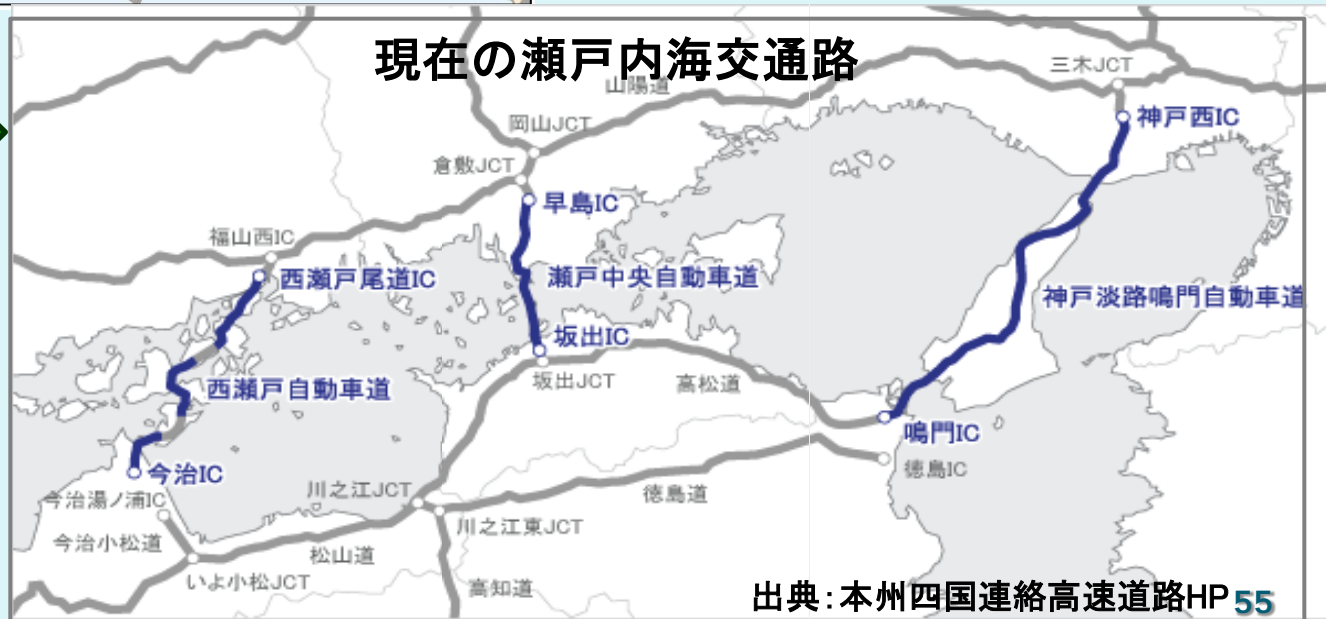 現在の瀬戸内海交通路
三木JCT
山陽道
神戸西IC
岡山JCT
倉敷JCT
早島IC
福山西IC
西瀬戸尾道IC
瀬戸中央自動車道
神戸淡路鳴門自動車道
坂出IC
西瀬戸自動車道
坂出JCT
高松道
鳴門IC
徳島IC
今治IC
今治湯ノ浦IC
川之江JCT
徳島道
川之江東JCT
今治小松道
松山道
いよ小松JCT
高知道
出典:本州四国連絡高速道路HP 55